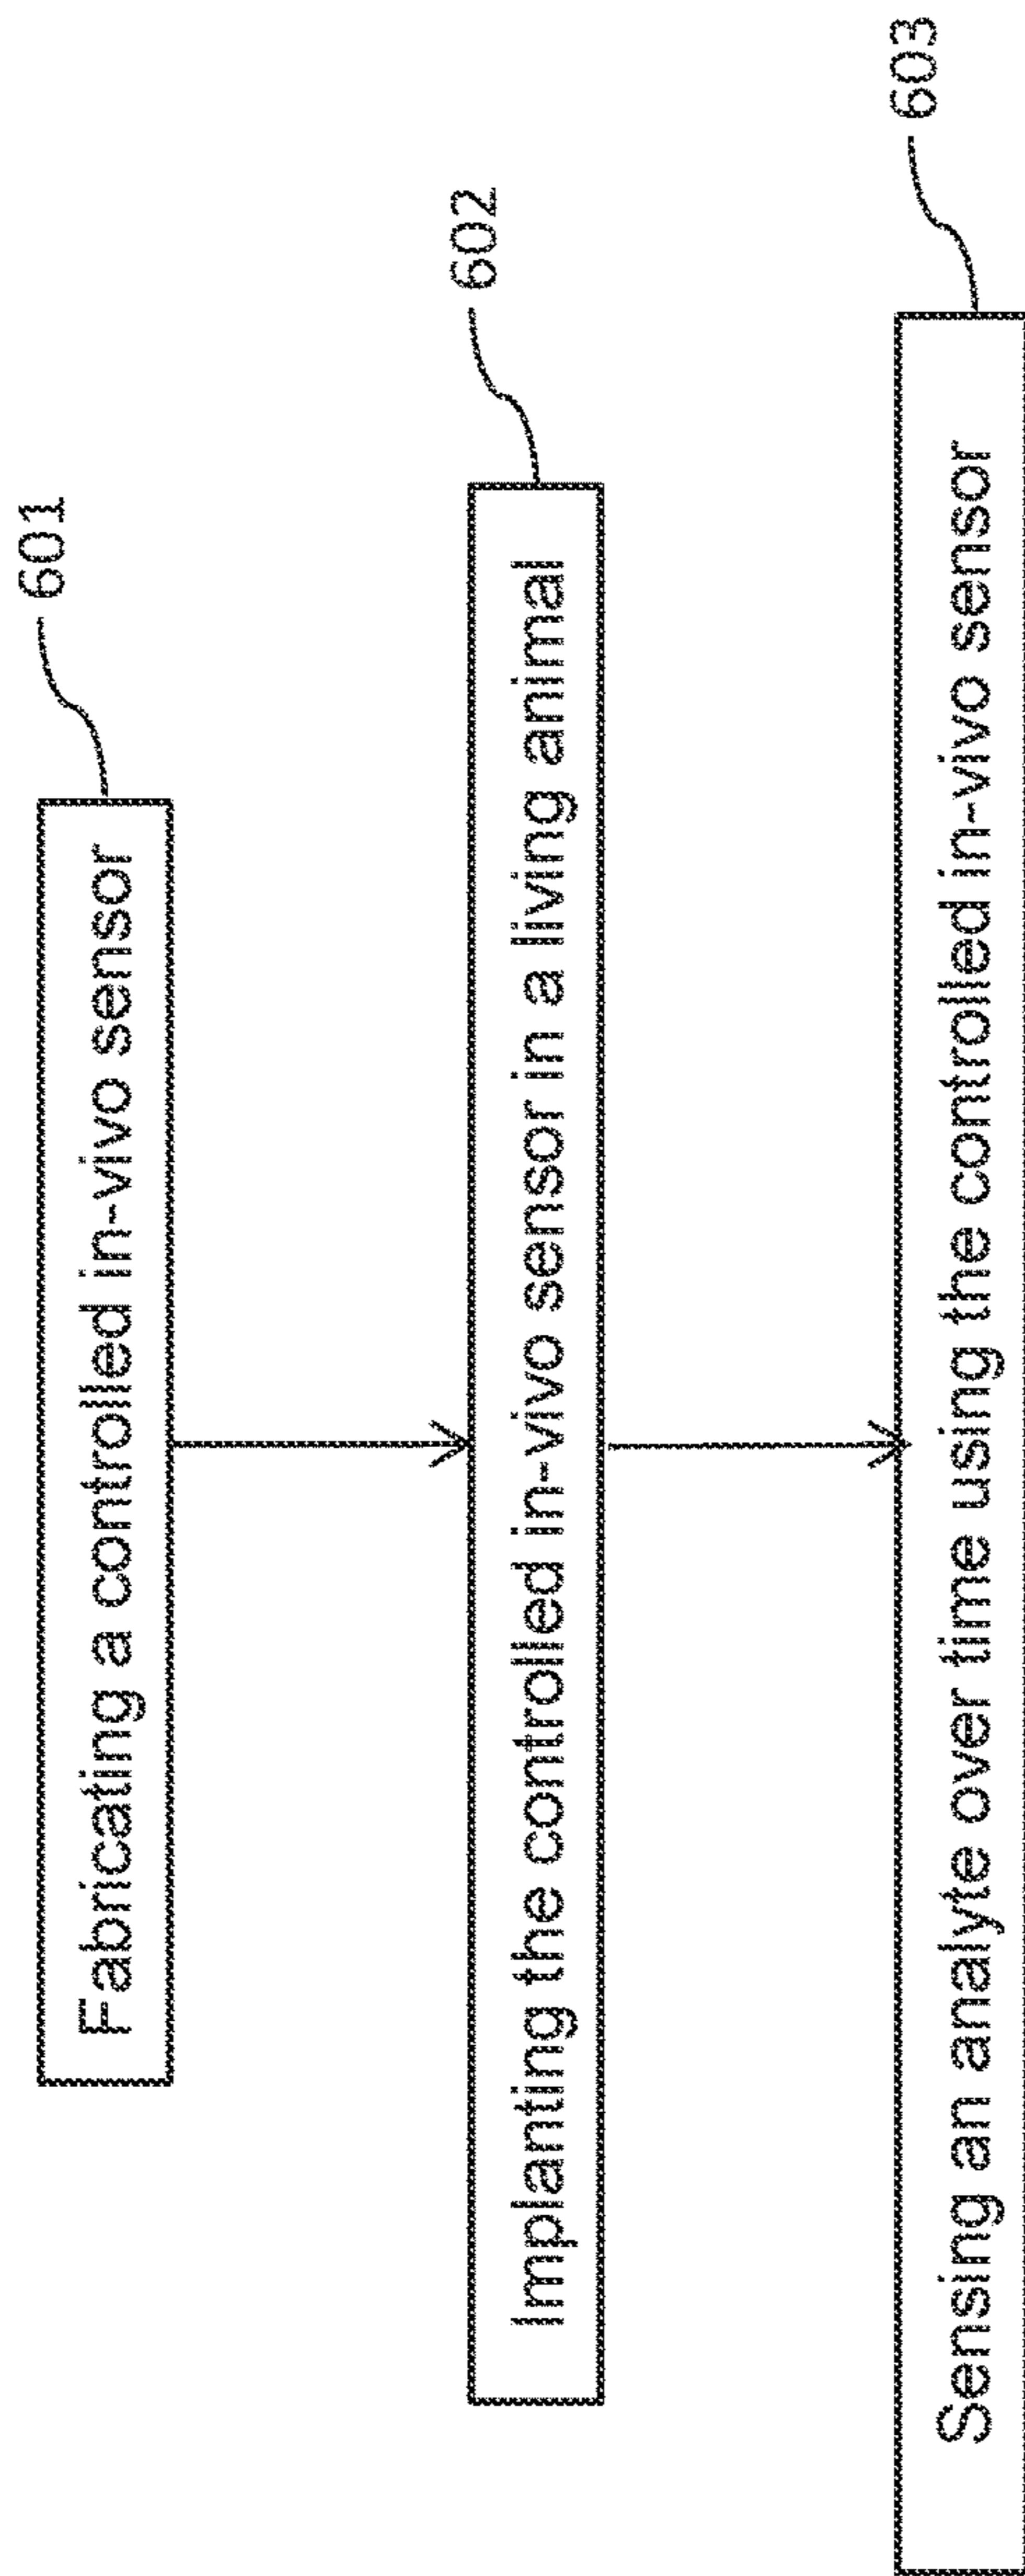 601
Fabricating a controlled in-vivo sensor
602
Implanting the controlled in-vivo sensor in a living animal
603
Sensing an analyte over time using the controlled in-vivo sensor